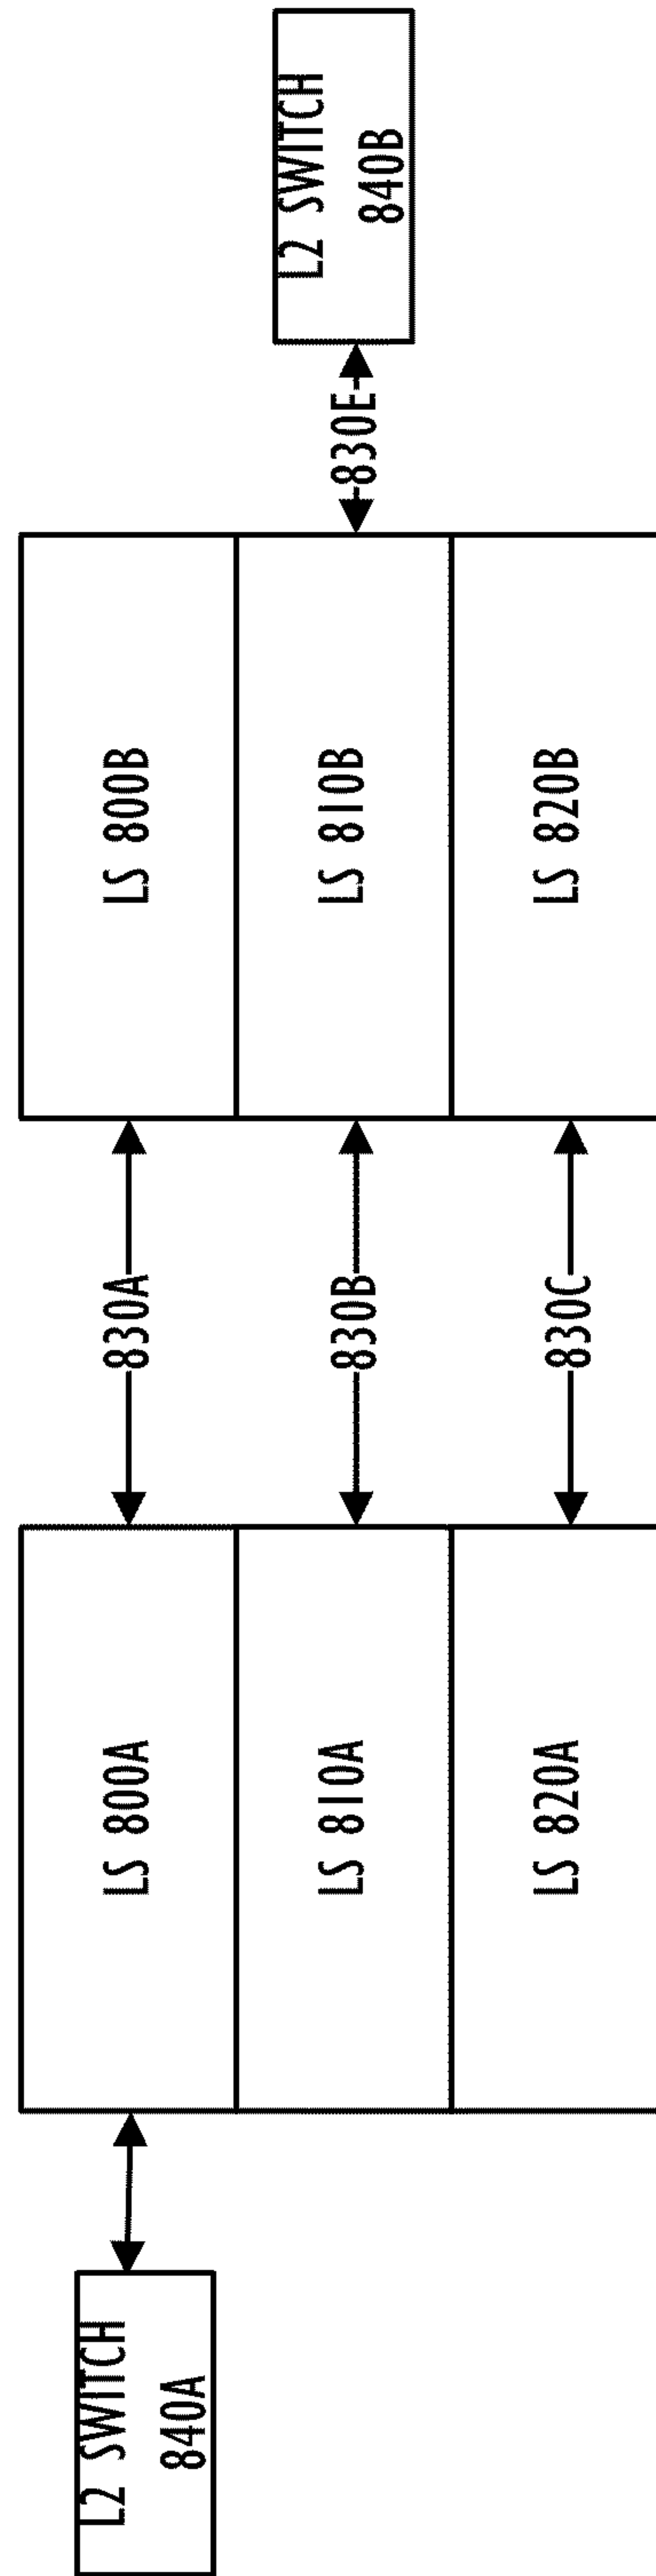 L2 SWITCH
840A
LS 800A
830A
LS 800B
LS 810A
830B
LS 810B
830E
L2 SWITCH
840B
LS 820A
830C
LS 820B